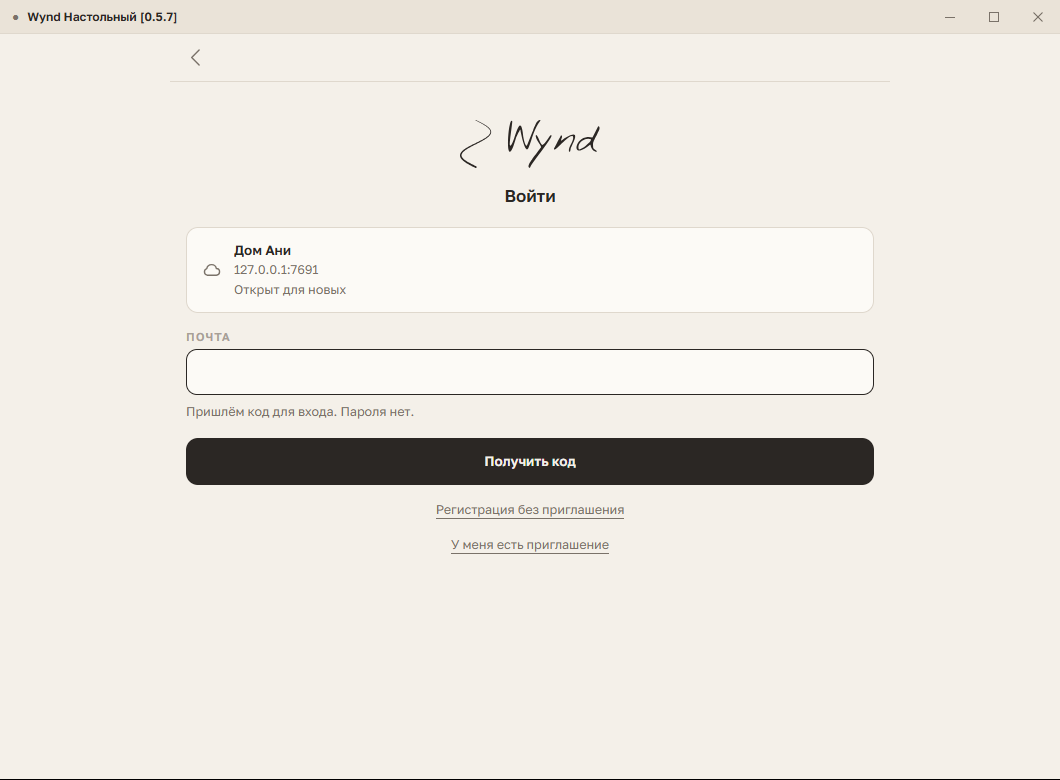 Wynd Настольный [0.5.7]
Wynd
Войти
Дом Ани
127.0.0.1:7691
Открыт для новых
ПОЧТА
Пришлём код для входа. Пароля нет.
Получить код
Регистрация без приглашения
У меня есть приглашение